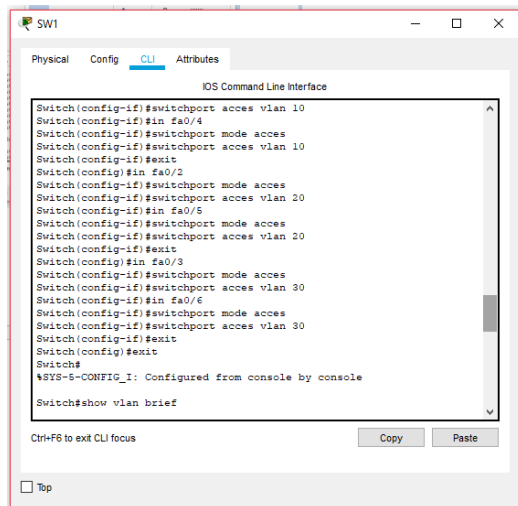 SW1
Physical Config CLI Attributes
IOS Command Line Interface
Switch(config-if)#switchport acces vlan 10
Switch(config-if)#in fa0/4
Switch(config-if)#switchport mode acces
Switch(config-if)#switchport acces vlan 10
Switch(config-if)#exit
Switch(config)#in fa0/2
Switch(config-if)#switchport mode acces
Switch(config-if)#switchport acces vlan 20
Switch(config-if)#in fa0/5
Switch(config-if)#switchport mode acces
Switch(config-if)#switchport acces vlan 20
Switch(config-if)#exit
Switch(config)#in fa0/3
Switch(config-if)#switchport mode acces
Switch(config-if)#switchport acces vlan 30
Switch(config-if)#in fa0/6
Switch(config-if)#switchport mode acces
Switch(config-if)#switchport acces vlan 30
Switch(config-if)#exit
Switch(config)#exit
Switch#
%SYS-5-CONFIG_I: Configured from console by console
Switch#show vlan brief
Ctrl+F6 to exit CLI focus
Copy Paste
Top